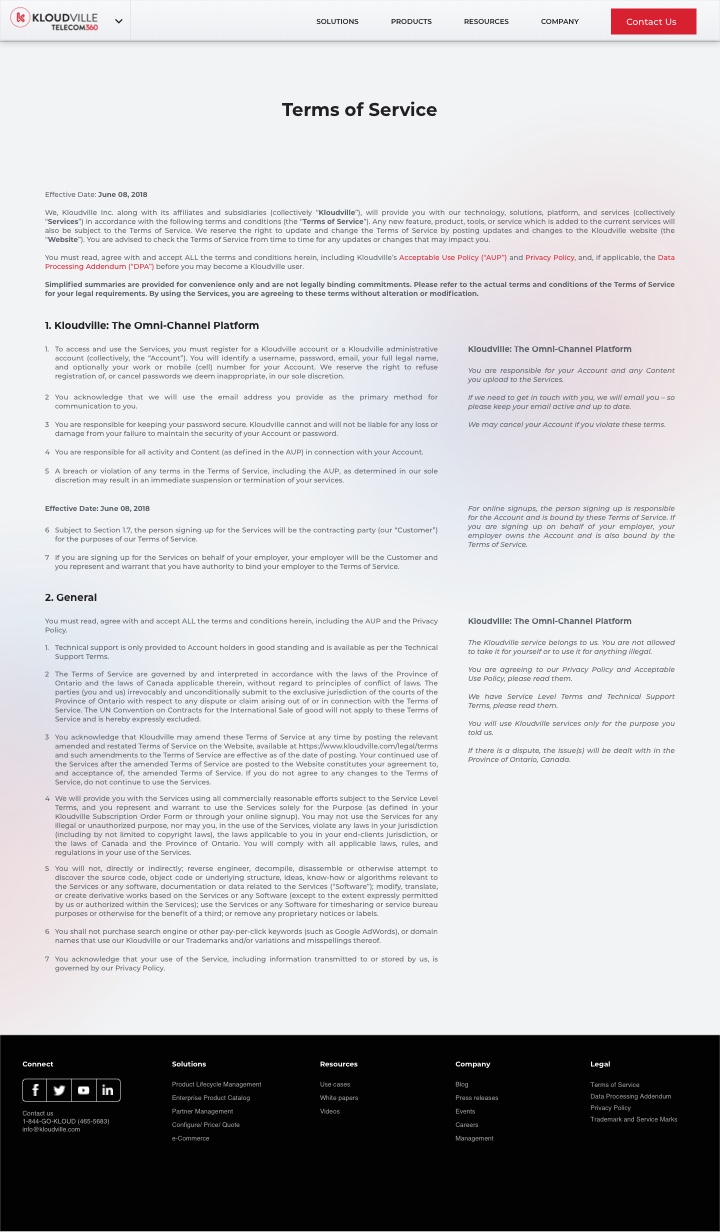 KLOUDVILLE
TELECOM360
SOLUTIONS
PRODUCTS
RESOURCES
COMPANY
Contact Us
Terms of Service
Effective Date: June 08, 2018
We, Kloudville Inc. along with its affiliates and subsidiaries (collectively "Kloudville"), will provide you with our technology, solutions, platform, and services (collectively
"Services") in accordance with the following terms and conditions (the "Terms of Service"). Any new feature, product, tools, or service which is added to the current services will
also be subject to the Terms of Service. We reserve the right to update and change the Terms of Service by posting updates and changes to the Kloudville website (the
"Website"). You are advised to check the Terms of Service from time to time for any updates or changes that may impact you.
You must read, agree with and accept ALL the terms and conditions herein, including Kloudville's Acceptable Use Policy ("AUP") and Privacy Policy, and, if applicable, the Data
Processing Addendum ("DPA") before you may become a Kloudville user.
Simplified summaries are provided for convenience only and are not legally binding commitments. Please refer to the actual terms and conditions of the Terms of Service
for your legal requirements. By using the Services, you are agreeing to these terms without alteration or modification.
1. Kloudville: The Omni-Channel Platform
1. To access and use the Services, you must register for a Kloudville account or a Kloudville administrative
account (collectively, the "Account"). You will identify a username, password, email, your full legal name,
and optionally your work or mobile (cell) number for your Account. We reserve the right to refuse
registration of, or cancel passwords we deem inappropriate, in our sole discretion.
2 You acknowledge that we will use the email address you provide as the primary method for
communication to you.
3 You are responsible for keeping your password secure. Kloudville cannot and will not be liable for any loss or
damage from your failure to maintain the security of your Account or password.
4 You are responsible for all activity and Content (as defined in the AUP) in connection with your Account.
5 A breach or violation of any terms in the Terms of Service, including the AUP, as determined in our sole
discretion may result in an immediate suspension or termination of your services.
Kloudville: The Omni-Channel Platform
You are responsible for your Account and any Content
you upload to the Services.
If we need to get in touch with you, we will email you – so
please keep your email active and up to date.
We may cancel your Account if you violate these terms.
Effective Date: June 08, 2018
6 Subject to Section 1.7, the person signing up for the Services will be the contracting party (our "Customer")
for the purposes of our Terms of Service.
7 If you are signing up for the Services on behalf of your employer, your employer will be the Customer and
you represent and warrant that you have authority to bind your employer to the Terms of Service.
For online signups, the person signing up is responsible
for the Account and is bound by these Terms of Service. If
you are signing up on behalf of your employer, your
employer owns the Account and is also bound by the
Terms of Service.
2. General
You must read, agree with and accept ALL the terms and conditions herein, including the AUP and the Privacy
Policy.
1. Technical support is only provided to Account holders in good standing and is available as per the Technical
Support Terms.
2 The Terms of Service are governed by and interpreted in accordance with the laws of the Province of
Ontario and the laws of Canada applicable therein, without regard to principles of conflict of laws. The
parties (you and us) irrevocably and unconditionally submit to the exclusive jurisdiction of the courts of the
Province of Ontario with respect to any dispute or claim arising out of or in connection with the Terms of
Service. The UN Convention on Contracts for the International Sale of good will not apply to these Terms of
Service and is hereby expressly excluded.
3 You acknowledge that Kloudville may amend these Terms of Service at any time by posting the relevant
amended and restated Terms of Service on the Website, available at https://www.kloudville.com/legal/terms
and such amendments to the Terms of Service are effective as of the date of posting. Your continued use of
the Services after the amended Terms of Service are posted to the Website constitutes your agreement to,
and acceptance of, the amended Terms of Service. If you do not agree to any changes to the Terms of
Service, do not continue to use the Services.
4 We will provide you with the Services using all commercially reasonable efforts subject to the Service Level
Terms, and you represent and warrant to use the Services solely for the Purpose (as defined in your
Kloudville Subscription Order Form or through your online signup). You may not use the Services for any
illegal or unauthorized purpose, nor may you, in the use of the Services, violate any laws in your jurisdiction
(including by not limited to copyright laws), the laws applicable to you in your end-clients jurisdiction, or
the laws of Canada and the Province of Ontario. You will comply with all applicable laws, rules, and
regulations in your use of the Services.
5 You will not, directly or indirectly; reverse engineer, decompile, disassemble or otherwise attempt to
discover the source code, object code or underlying structure, ideas, know-how or algorithms relevant to
the Services or any software, documentation or data related to the Services ("Software"); modify, translate,
or create derivative works based on the Services or any Software (except to the extent expressly permitted
by us or authorized within the Services); use the Services or any Software for timesharing or service bureau
purposes or otherwise for the benefit of a third; or remove any proprietary notices or labels.
6 You shall not purchase search engine or other pay-per-click keywords (such as Google AdWords), or domain
names that use our Kloudville or our Trademarks and/or variations and misspellings thereof.
7 You acknowledge that your use of the Service, including information transmitted to or stored by us, is
governed by our Privacy Policy.
Kloudville: The Omni-Channel Platform
The Kloudville service belongs to us. You are not allowed
to take it for yourself or to use it for anything illegal.
You are agreeing to our Privacy Policy and Acceptable
Use Policy, please read them.
We have Service Level Terms and Technical Support
Terms, please read them.
You will use Kloudville services only for the purpose you
told us.
If there is a dispute, the issue(s) will be dealt with in the
Province of Ontario, Canada.
Connect
Contact us
1-844-GO-KLOUD (465-5683)
info@kloudville.com
Solutions
Product Lifecycle Management
Enterprise Product Catalog
Partner Management
Configure/ Price/ Quote
e-Commerce
Resources
Use cases
White papers
Videos
Company
Blog
Press releases
Events
Careers
Management
Legal
Terms of Service
Data Processing Addendum
Privacy Policy
Trademark and Service Marks